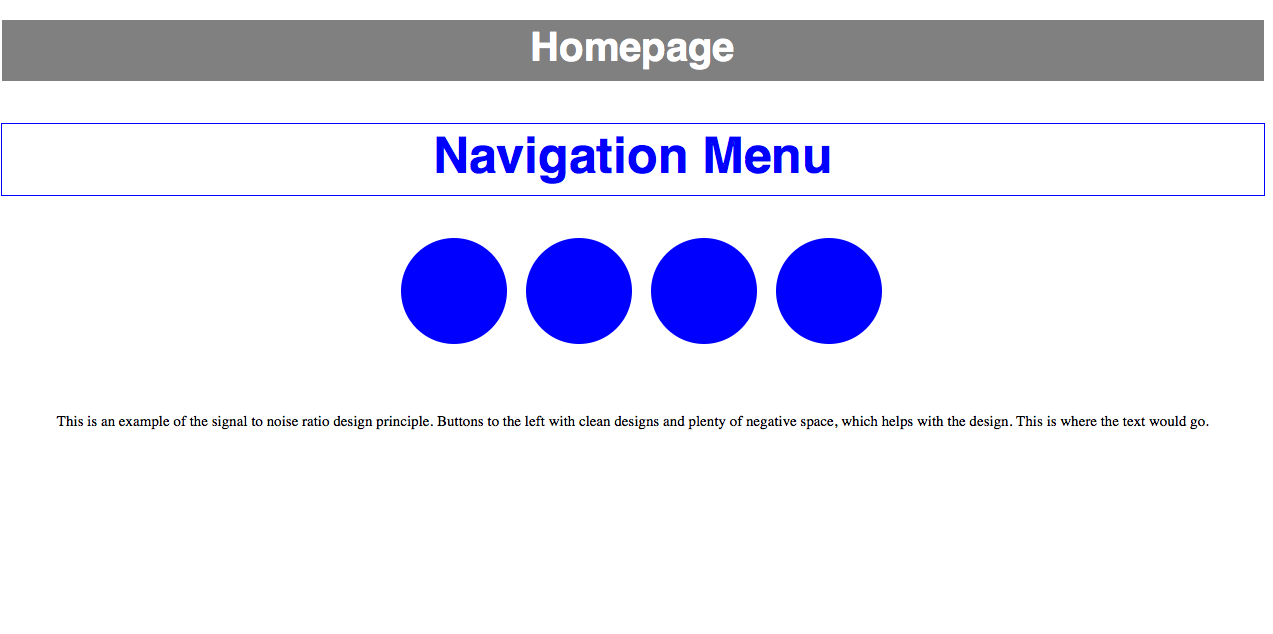 Homepage
Navigation Menu
This is an example of the signal to noise ratio design principle. Buttons to the left with clean designs and plenty of negative space, which helps with the design. This is where the text would go.